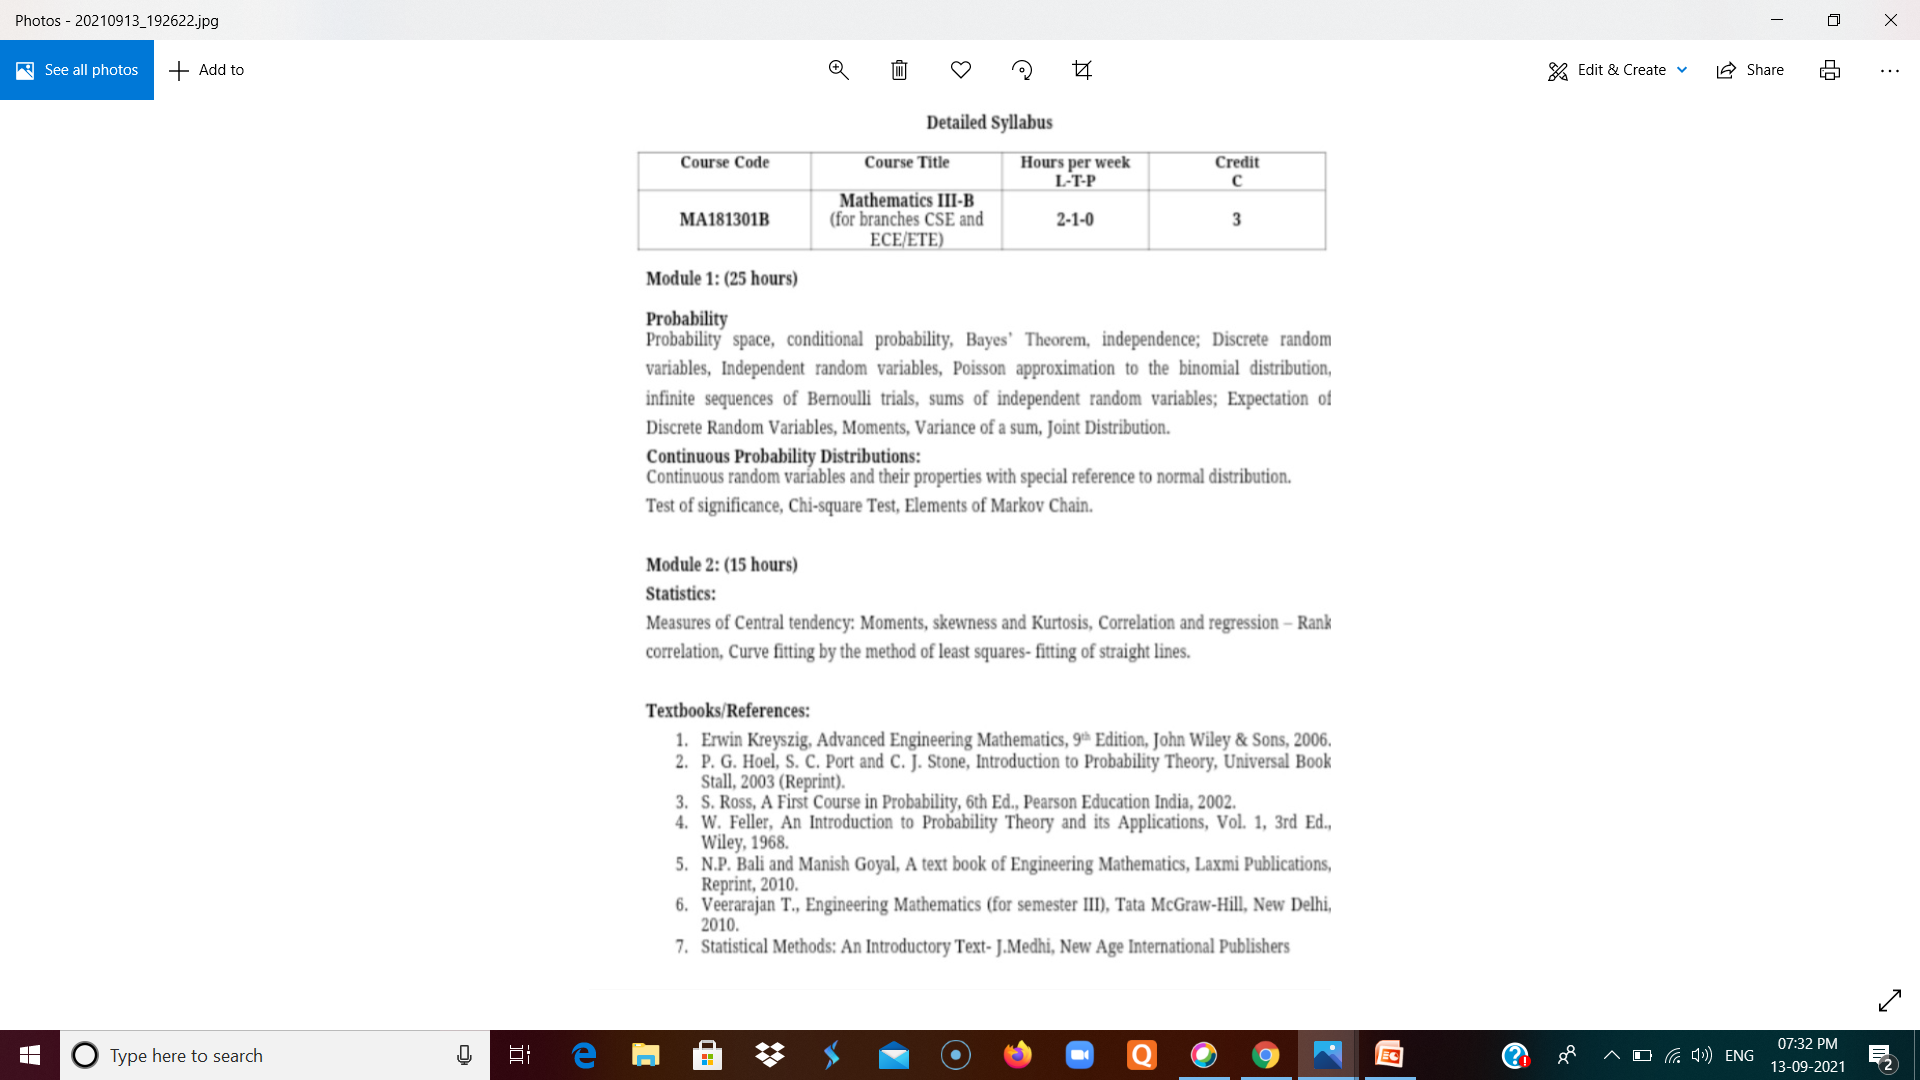 Photos - 20210913_192622.jpg
See all photos
Add to
Edit & Create
Share
Detailed Syllabus
Course Code Course Title Hours per week L-T-P Credit C
MA181301B Mathematics III-B (for branches CSE and ECE/ETE) 2-1-0 3
Module 1: (25 hours)
Probability
Probability space, conditional probability, Bayes' Theorem, independence; Discrete random
variables, Independent random variables, Poisson approximation to the binomial distribution,
infinite sequences of Bernoulli trials, sums of independent random variables; Expectation of
Discrete Random Variables, Moments, Variance of a sum, Joint Distribution.
Continuous Probability Distributions:
Continuous random variables and their properties with special reference to normal distribution.
Test of significance, Chi-square Test, Elements of Markov Chain.
Module 2: (15 hours)
Statistics:
Measures of Central tendency: Moments, skewness and Kurtosis, Correlation and regression – Rank
correlation, Curve fitting by the method of least squares- fitting of straight lines.
Textbooks/References:
1. Erwin Kreyszig, Advanced Engineering Mathematics, 9th Edition, John Wiley & Sons, 2006.
2. P. G. Hoel, S. C. Port and C. J. Stone, Introduction to Probability Theory, Universal Book
Stall, 2003 (Reprint).
3. S. Ross, A First Course in Probability, 6th Ed., Pearson Education India, 2002.
4. W. Feller, An Introduction to Probability Theory and its Applications, Vol. 1, 3rd Ed.,
Wiley, 1968.
5. N.P. Bali and Manish Goyal, A text book of Engineering Mathematics, Laxmi Publications,
Reprint, 2010.
6. Veerarajan T., Engineering Mathematics (for semester III), Tata McGraw-Hill, New Delhi,
2010.
7. Statistical Methods: An Introductory Text- J.Medhi, New Age International Publishers
Type here to search
ENG
07:32 PM
13-09-2021
2